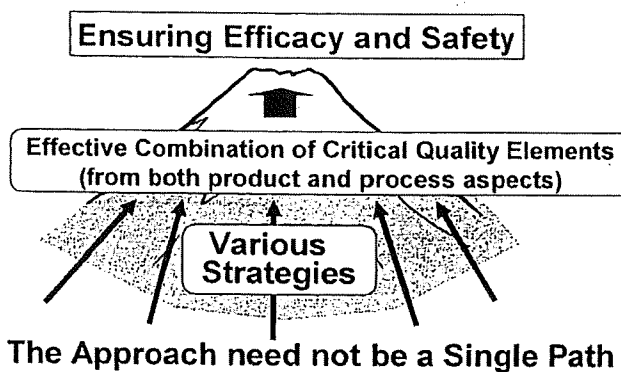 Ensuring Efficacy and Safety
Effective Combination of Critical Quality Elements
(from both product and process aspects)
Various
Strategies
The Approach need not be a Single Path